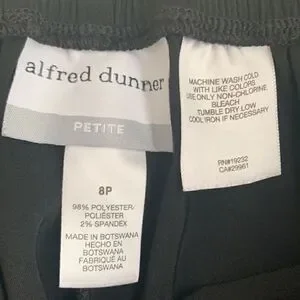 alfred dunner
PETITE
8P
98% POLYESTER/
POLIÉSTER
2% SPANDEX
MADE IN BOTSWANA
HECHO EN
BOTSWANA
FABRIQUÉ AU
BOTSWANA
MACHINE WASH COLD
WITH LIKE COLORS
USE ONLY NON-CHLORINE
BLEACH
TUMBLE DRY LOW
COOL IRON IF NECESSARY
RN#19232
CA#29961